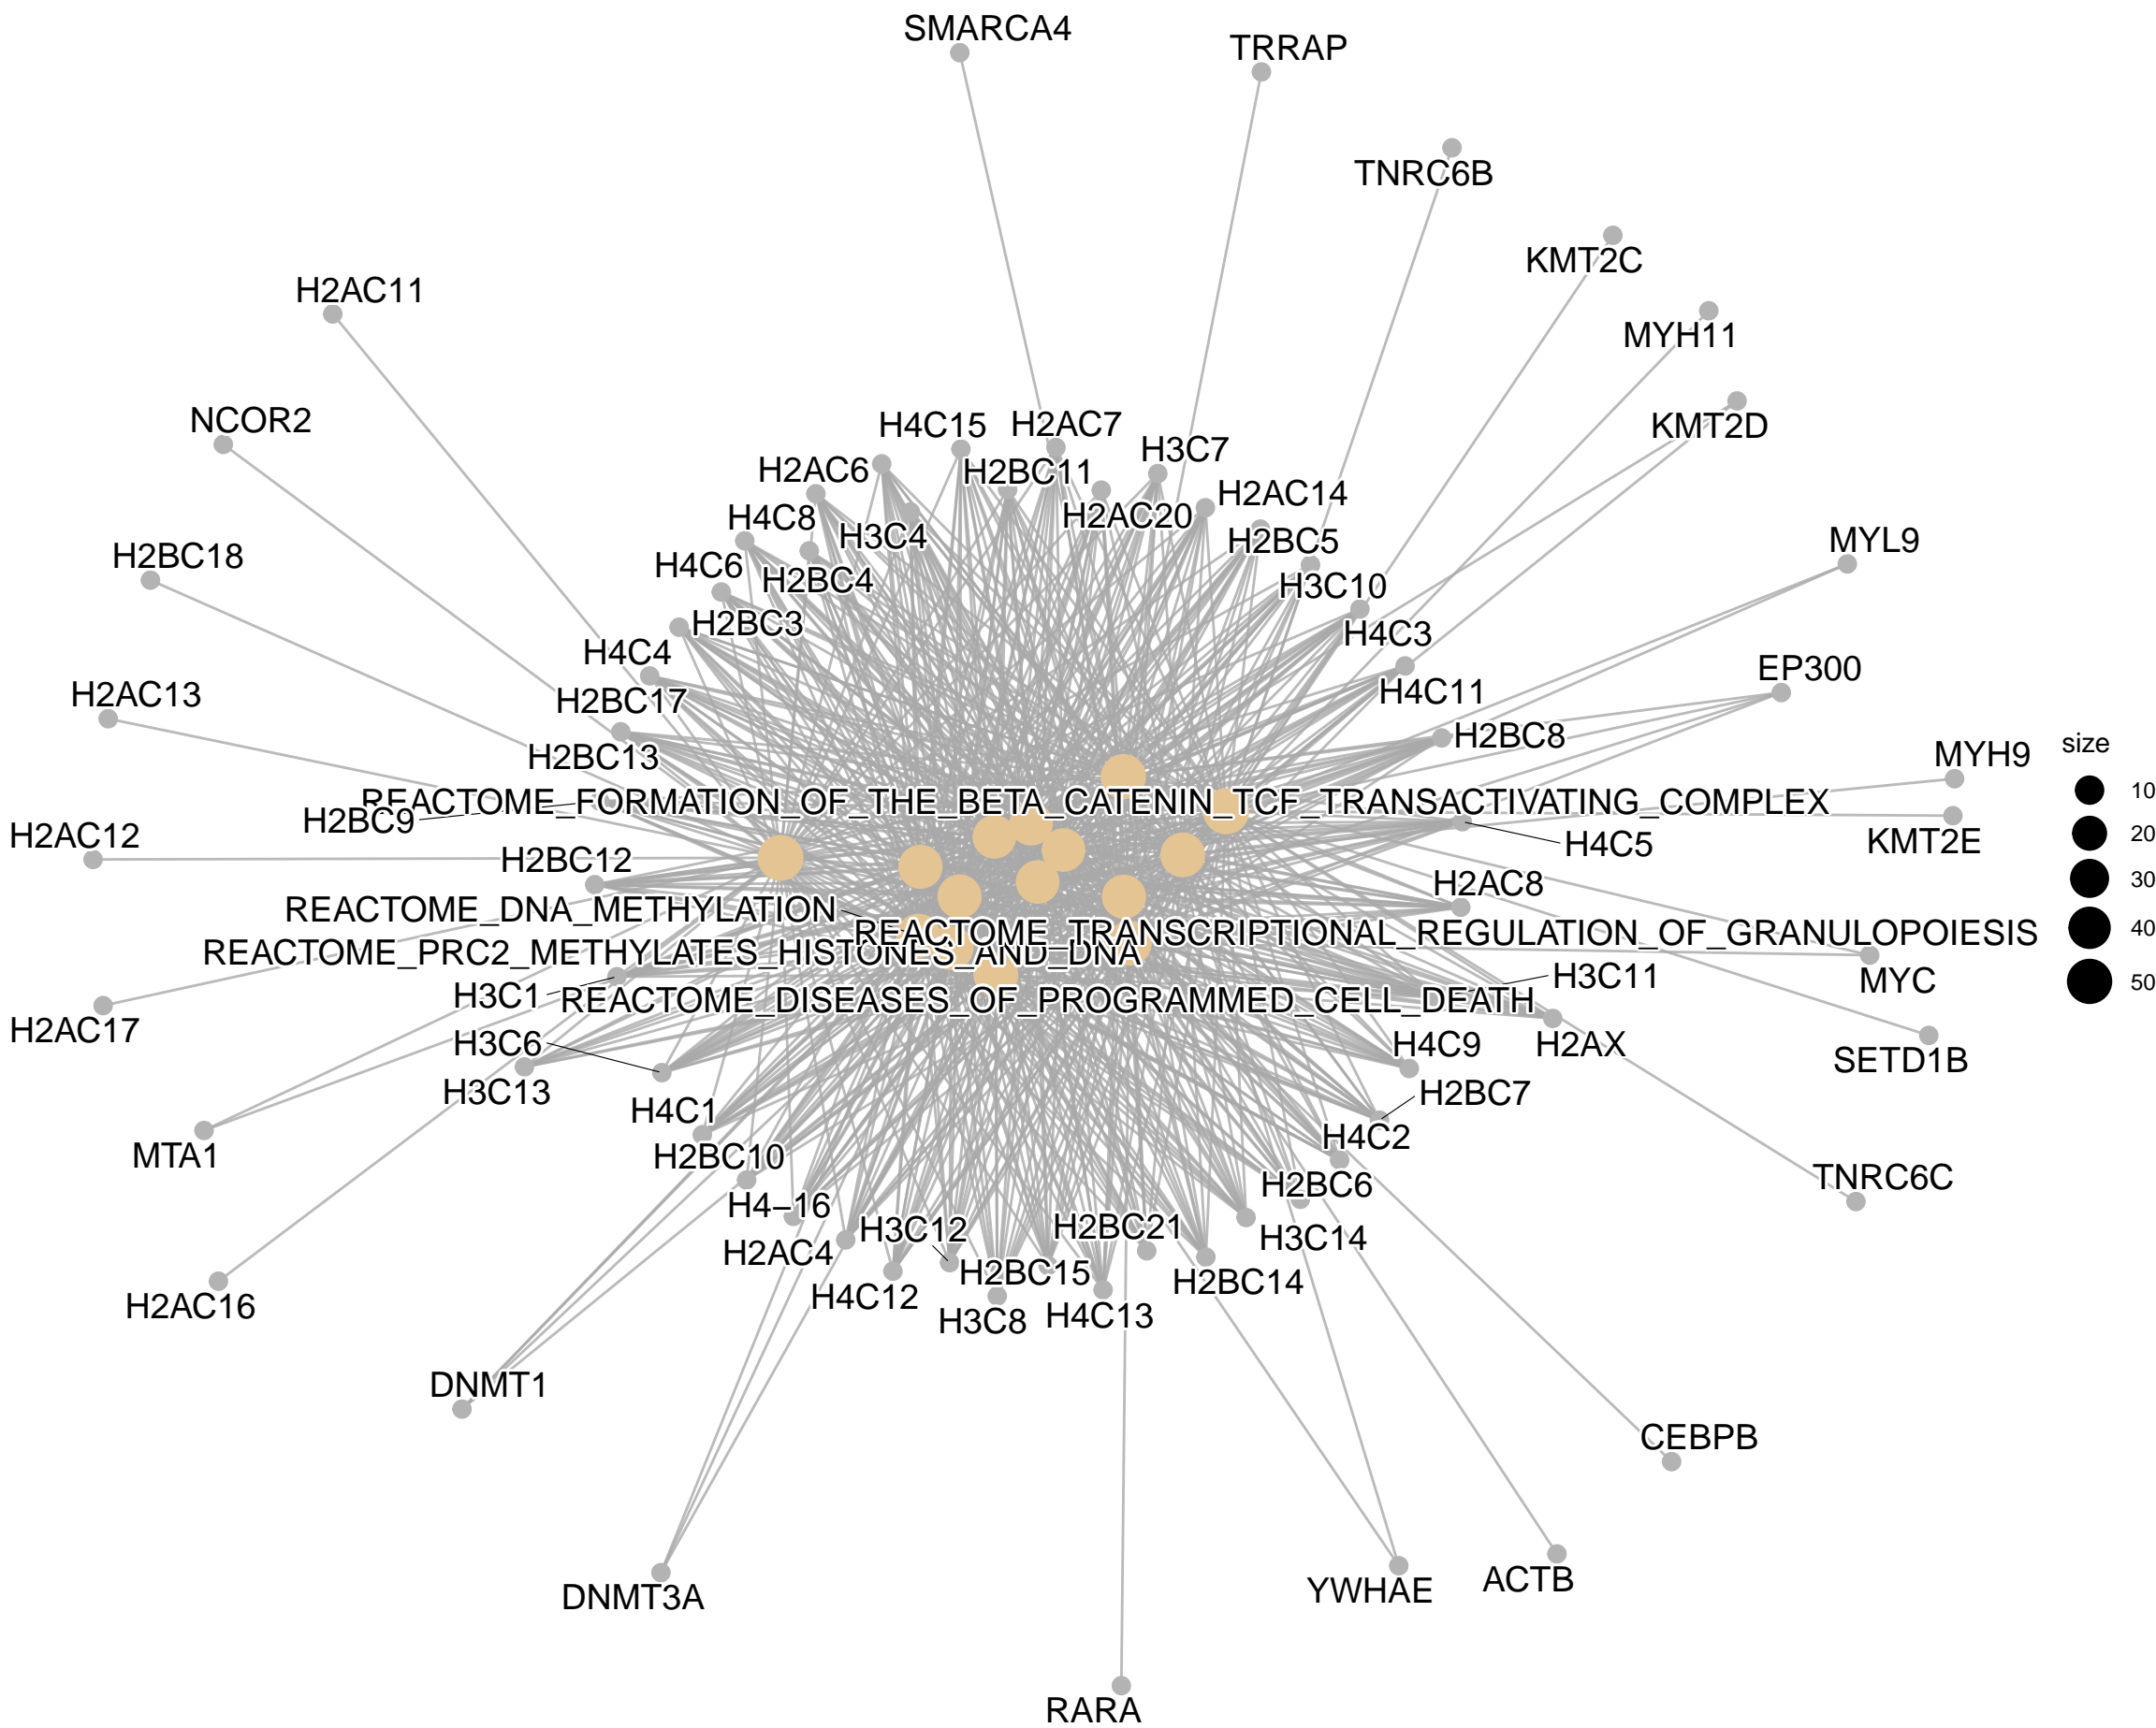 SMARCA4
TRRAP
TNRC6B
KMT2C
H2AC11
MYH11
NCOR2
KMT2D
H4C15
H2AC7
H3C7
H2AC6
H2BC11
H2AC14
H4C8
H2AC20
H3C4
H2BC5
MYL9
H2BC18
H4C6
H2BC4
H3C10
H2BC3
H4C3
H4C4
EP300
H2AC13
H2BC17
H4C11
H2BC8
size
H2BC13
MYH9
10
REACTOME_FORMATION_OF_THE_BETA_CATENIN_TCF_TRANSACTIVATING_COMPLEX
H2BC9
20
H2AC12
H4C5
KMT2E
H2BC12
30
H2AC8
REACTOME_DNA_METHYLATION
40
REACTOME_TRANSCRIPTIONAL_REGULATION_OF_GRANULOPOIESIS
REACTOME_PRC2_METHYLATES_HISTONES_AND_DNA
H3C11
MYC
50
H3C1
REACTOME_DISEASES_OF_PROGRAMMED_CELL_DEATH
H2AC17
H3C6
H4C9
H2AX
SETD1B
H3C13
H2BC7
H4C1
H4C2
MTA1
H2BC10
TNRC6C
H2BC6
H4−16
H3C12
H2BC21
H3C14
H2AC4
H2BC15
H2BC14
H4C12
H2AC16
H3C8
H4C13
DNMT1
CEBPB
ACTB
YWHAE
DNMT3A
RARA